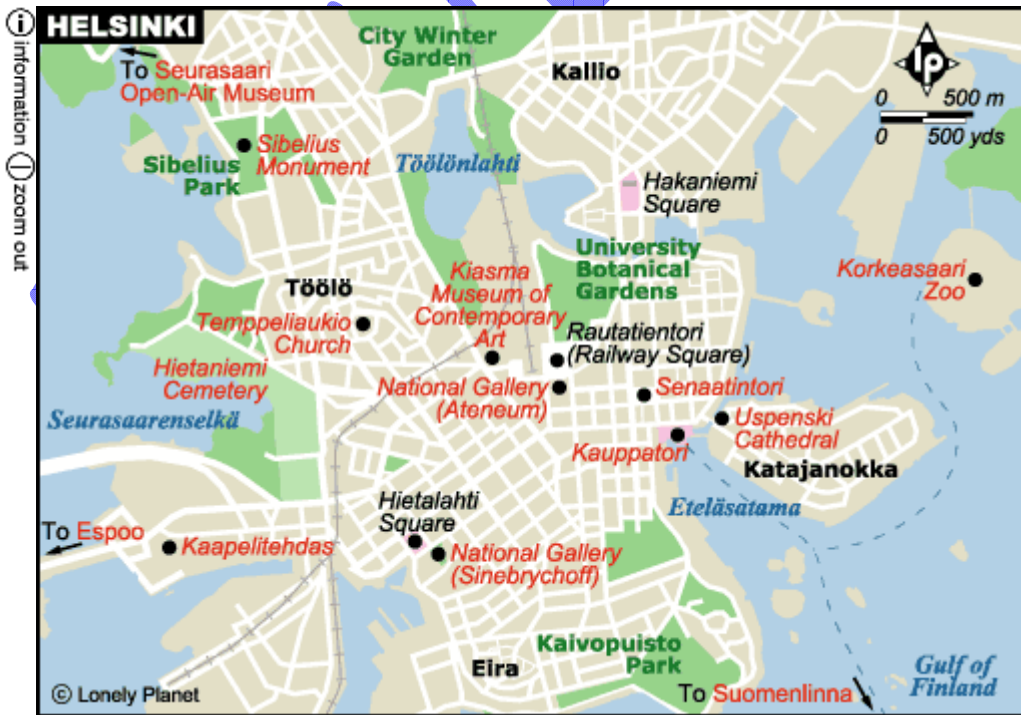 HELSINKI
i information
zoom out
To Seurasaari
Open-Air Museum
City Winter
Garden
Kallio
lp
0 500 m
0 500 yds
Sibelius
Monument
Sibelius
Park
Töölönlahti
Hakaniemi
Square
University
Botanical
Gardens
Korkeasaari
Zoo
Töölö
Kiasma
Museum of
Contemporary
Art
Temppeliaukio
Church
Rautatientori
(Railway Square)
Hietaniemi
Cemetery
National Gallery
(Ateneum)
Senaatintori
Seurasaarenselkä
Uspenski
Cathedral
Kauppatori
Katajanokka
Hietalahti
Square
Eteläsatama
To Espoo
Kaapelitehdas
National Gallery
(Sinebrychoff)
Kaivopuisto
Park
Eira
Gulf of
Finland
© Lonely Planet
To Suomenlinna